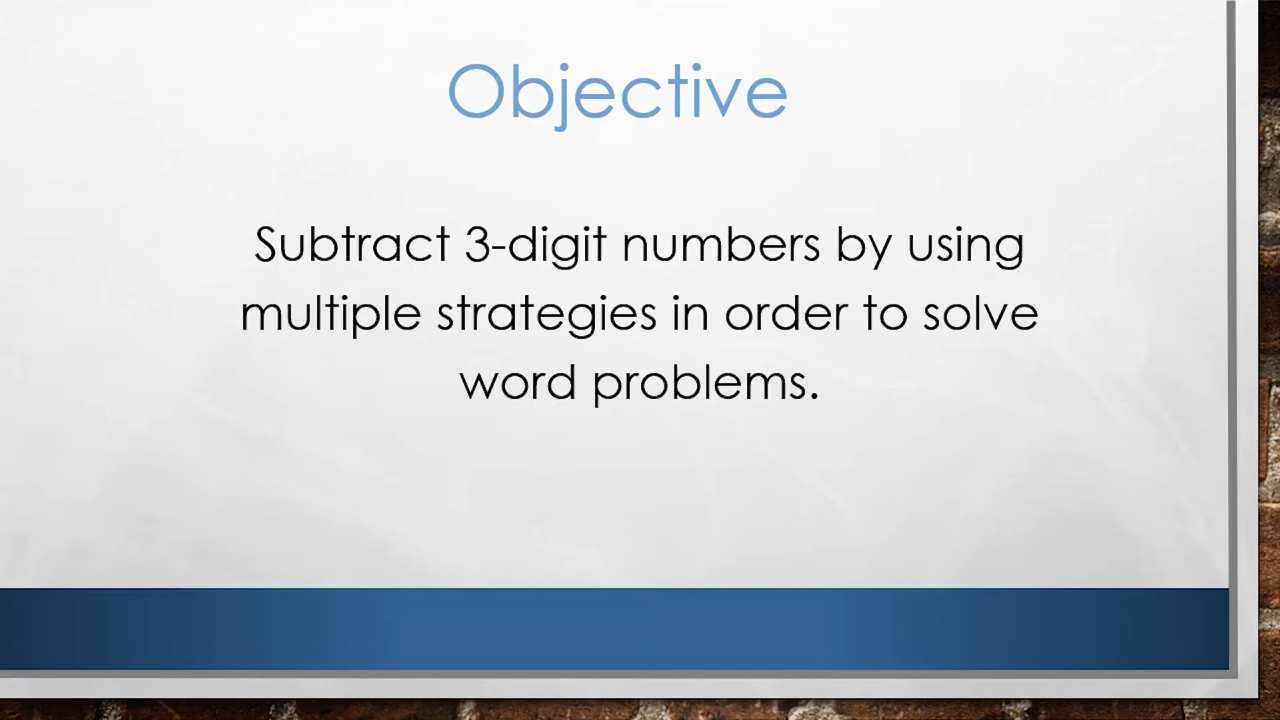 Objective
Subtract 3-digit numbers by using
multiple strategies in order to solve
word problems.